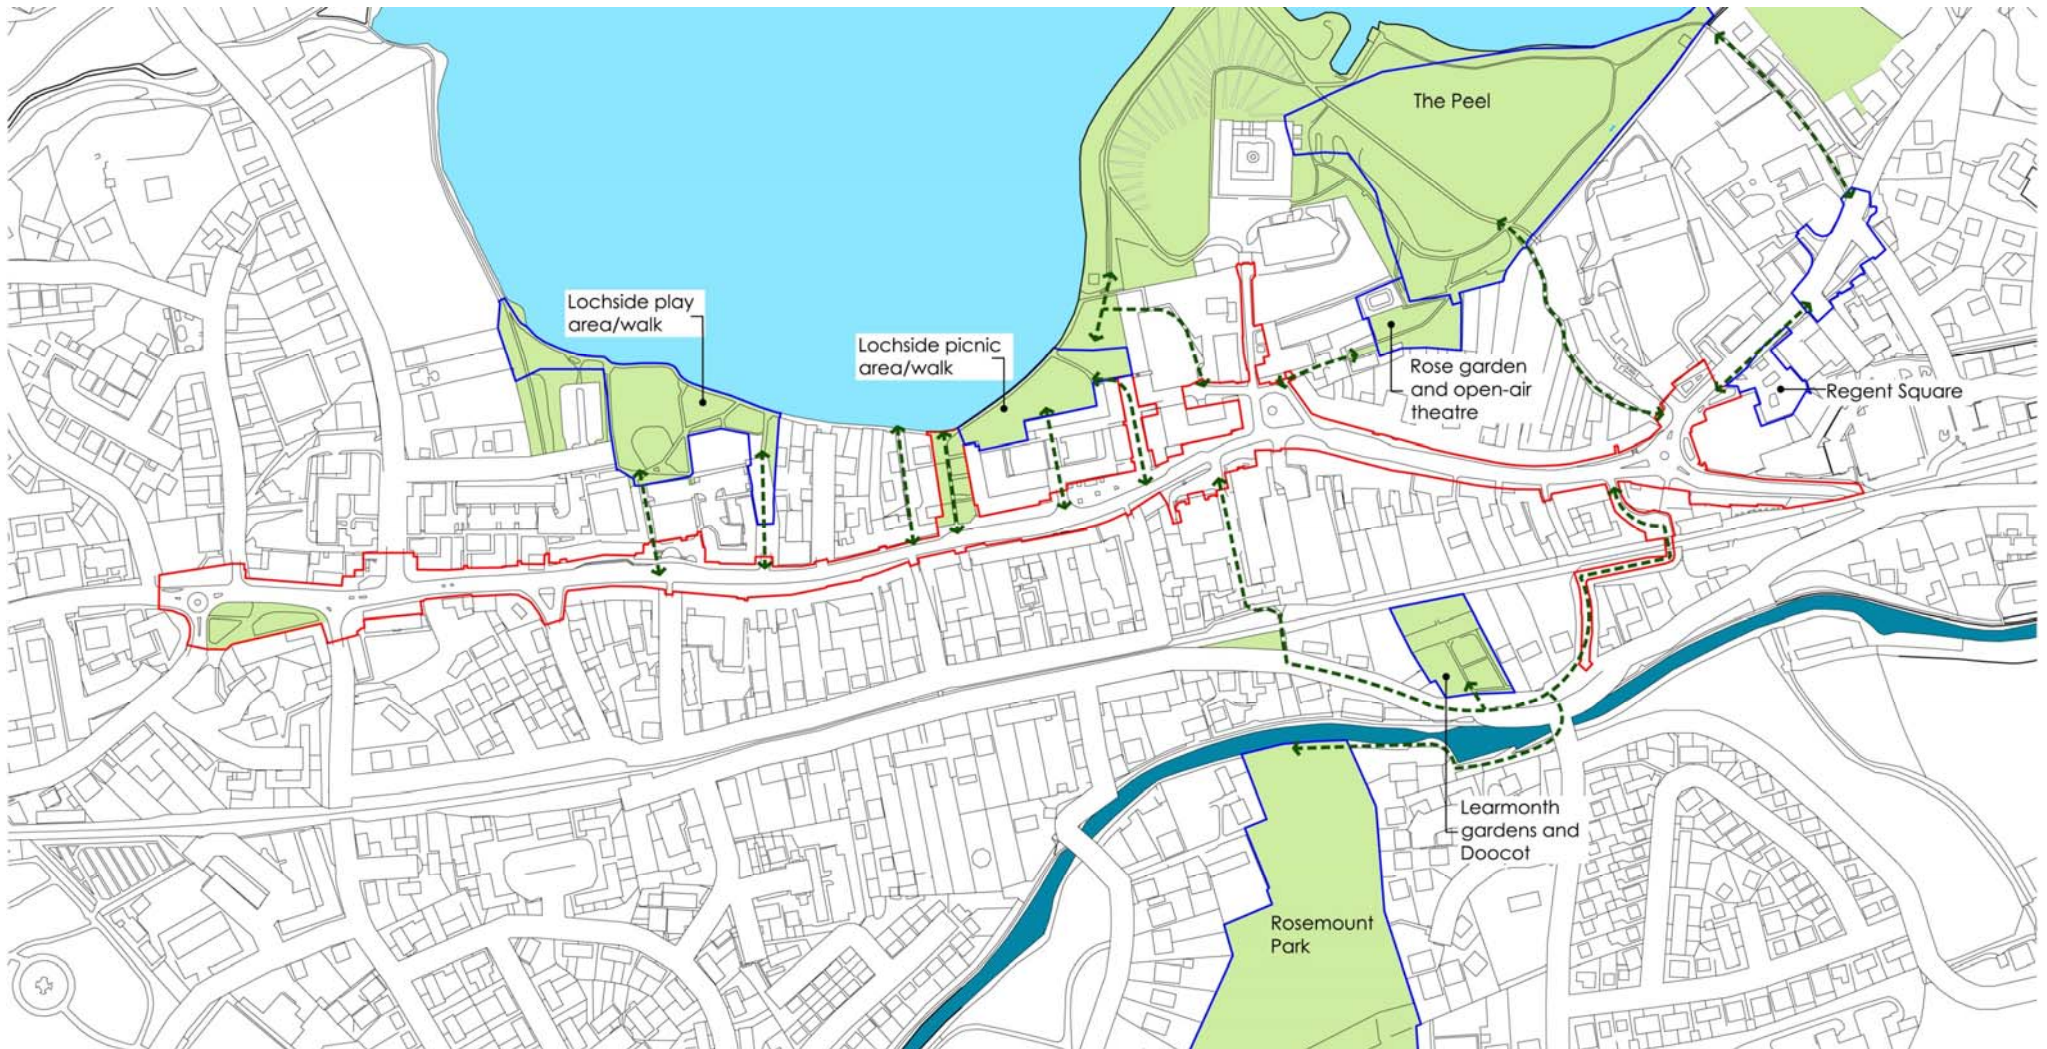 The Peel
Lochside play
area/walk
Lochside picnic
area/walk
Rose garden
and open-air
theatre
Regent Square
Learmonth
gardens and
Doocot
Rosemount
Park